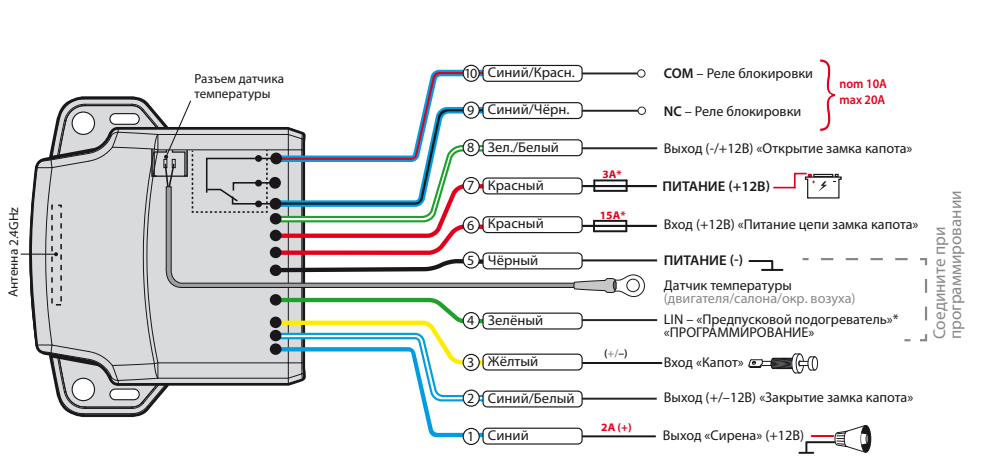 Разъем датчика
температуры
Антенна 2.4GHz
10 Синий/Красн.
COM – Реле блокировки
nom 10A
max 20A
9 Синий/Чёрн.
NC – Реле блокировки
8 Зел./Белый
Выход (-/+12В) «Открытие замка капота»
7 Красный
3A*
ПИТАНИЕ (+12В)
6 Красный
15A*
Вход (+12В) «Питание цепи замка капота»
5 Чёрный
ПИТАНИЕ (-)
Датчик температуры
(двигателя/салона/окр. возуха)
4 Зелёный
LIN – «Предпусковой подогреватель»*
«ПРОГРАММИРОВАНИЕ»
Соедините при
программировании
3 Жёлтый
(+/–)
Вход «Капот»
2 Синий/Белый
Выход (+/–12В) «Закрытие замка капота»
1 Синий
2A (+)
Выход «Сирена» (+12В)